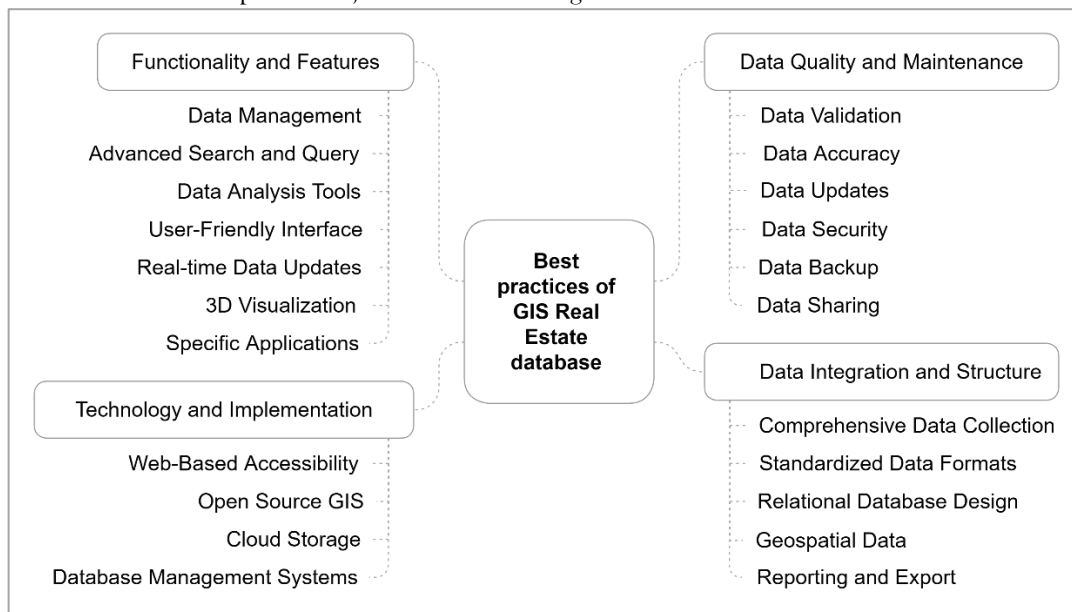 Functionality and Features
Data Management
Advanced Search and Query
Data Analysis Tools
User-Friendly Interface
Real-time Data Updates
3D Visualization
Specific Applications
Technology and Implementation
Web-Based Accessibility
Open Source GIS
Cloud Storage
Database Management Systems
Best
practices of
GIS Real
Estate
database
Data Quality and Maintenance
Data Validation
Data Accuracy
Data Updates
Data Security
Data Backup
Data Sharing
Data Integration and Structure
Comprehensive Data Collection
Standardized Data Formats
Relational Database Design
Geospatial Data
Reporting and Export